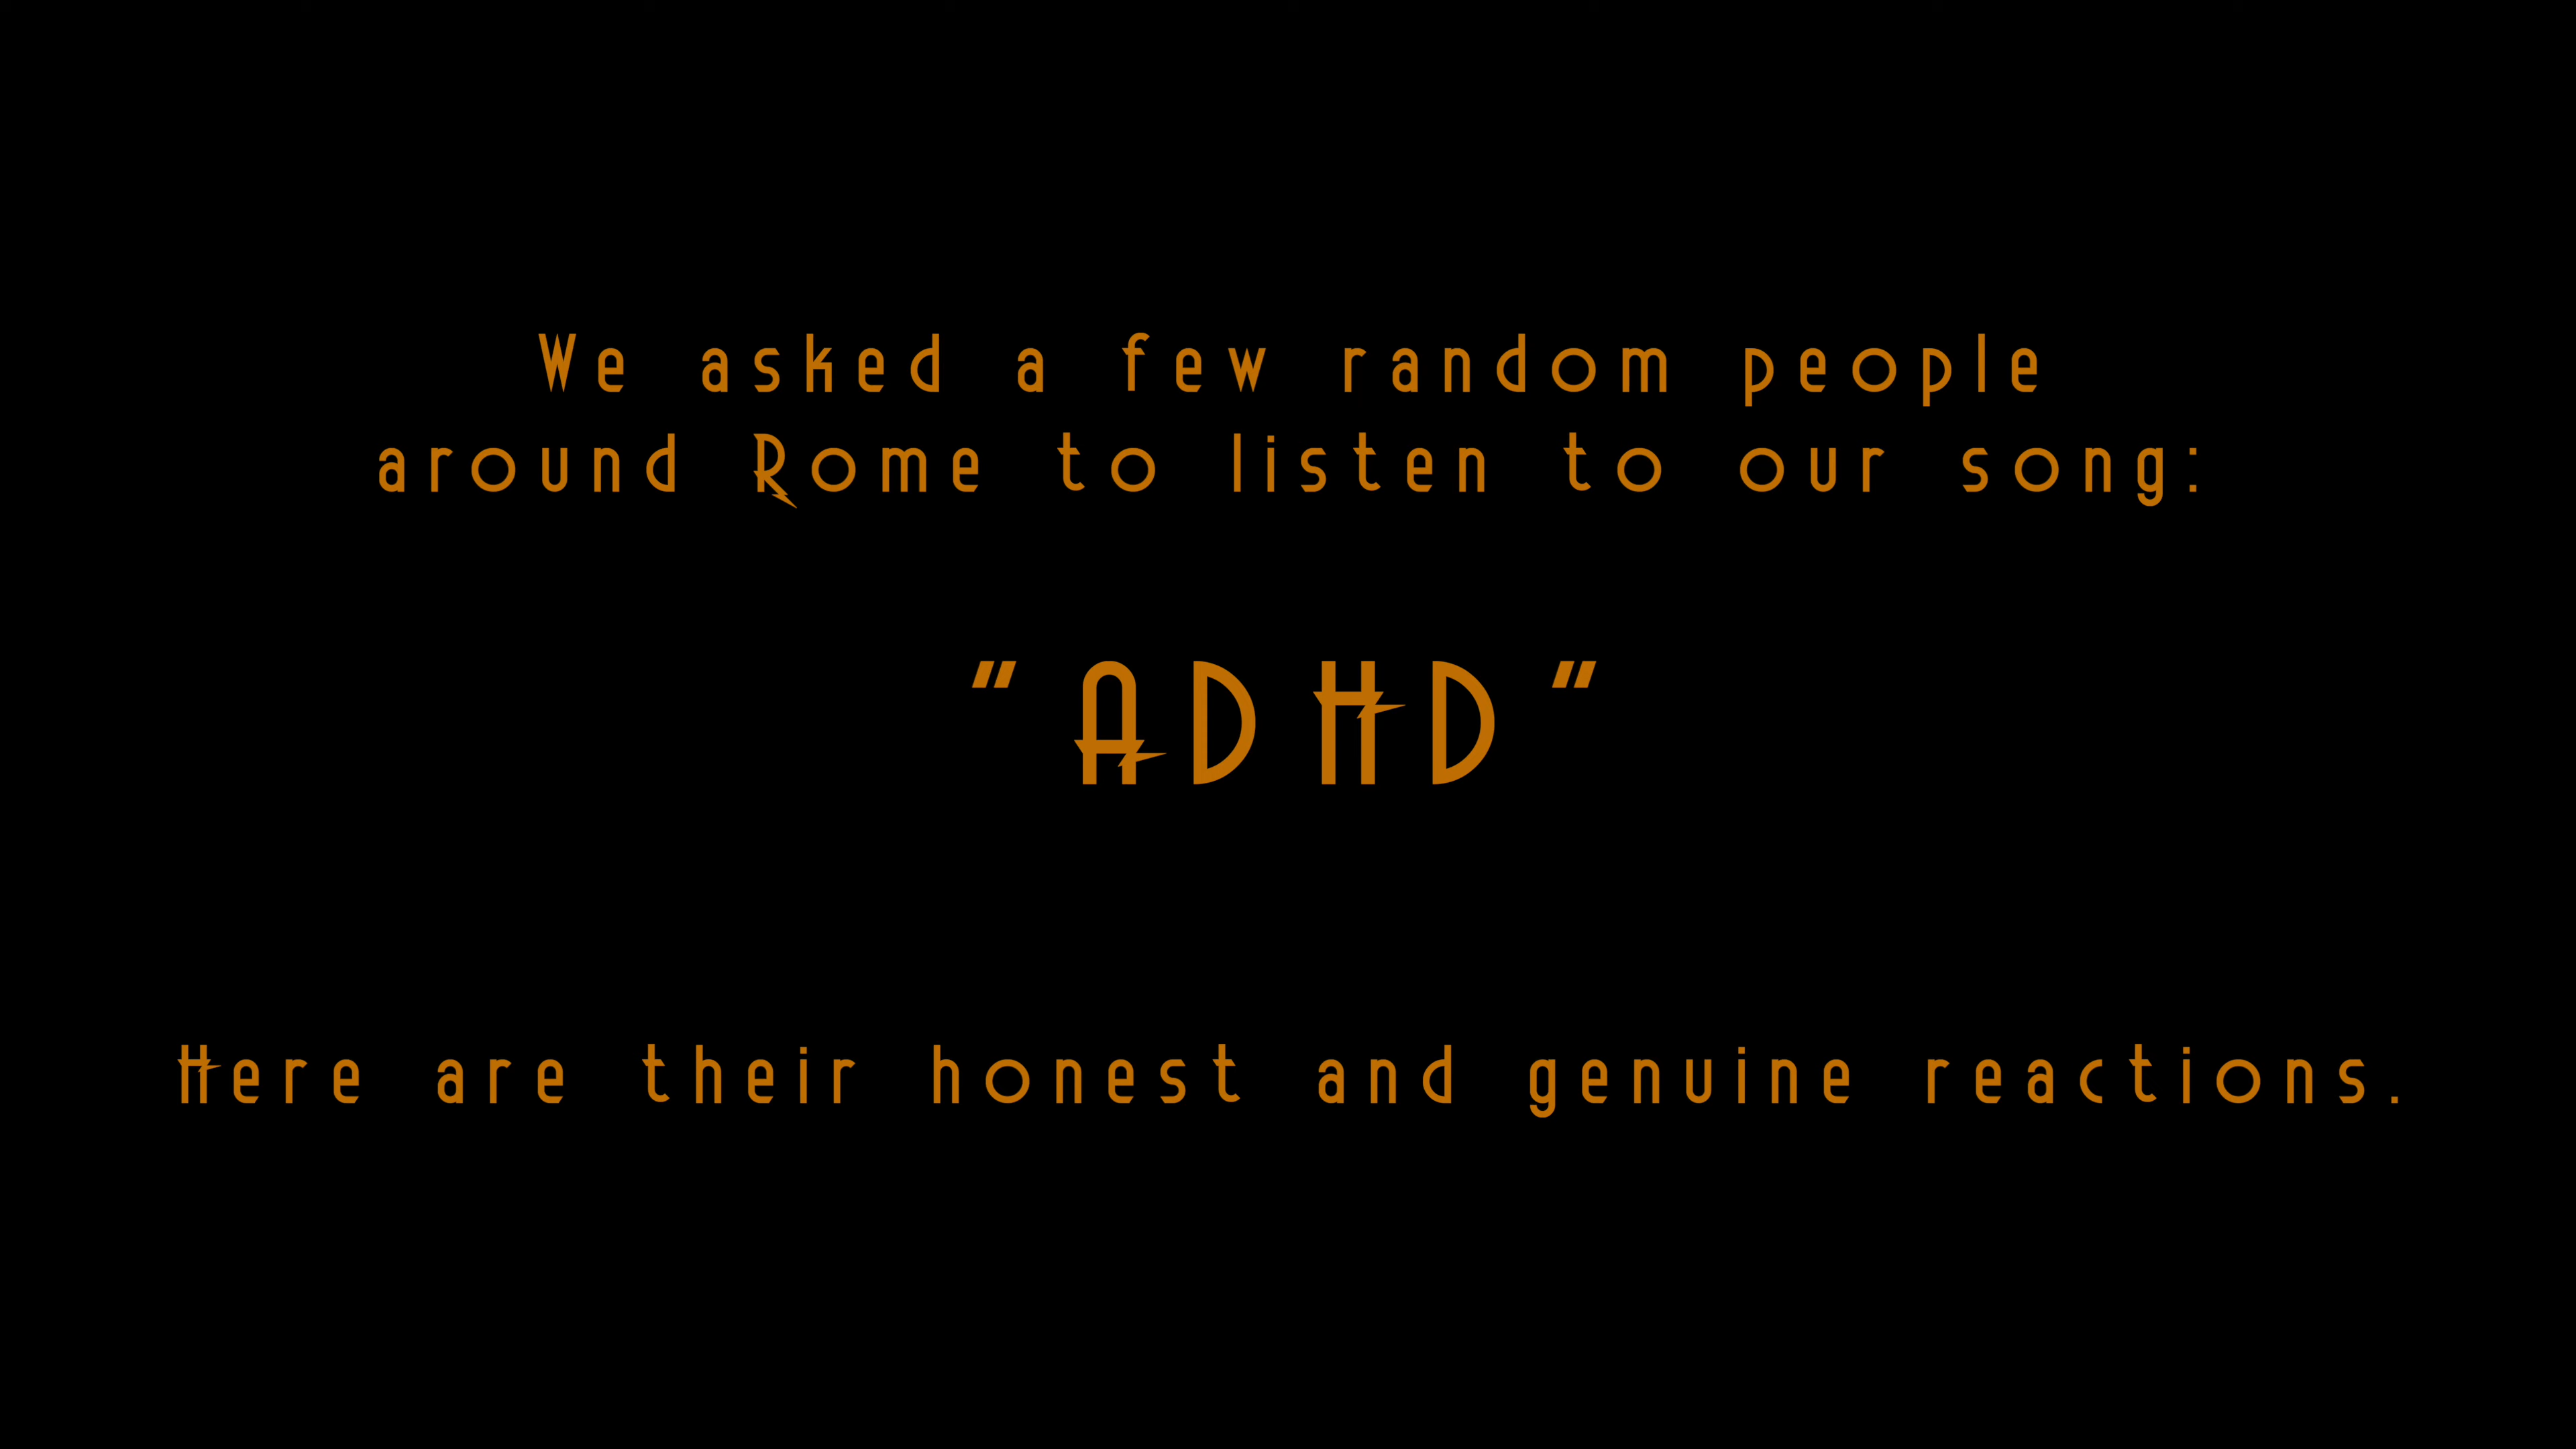 We asked a few random people
around Rome to listen to our song:
"ADHD"
Here are their honest and genuine reactions.